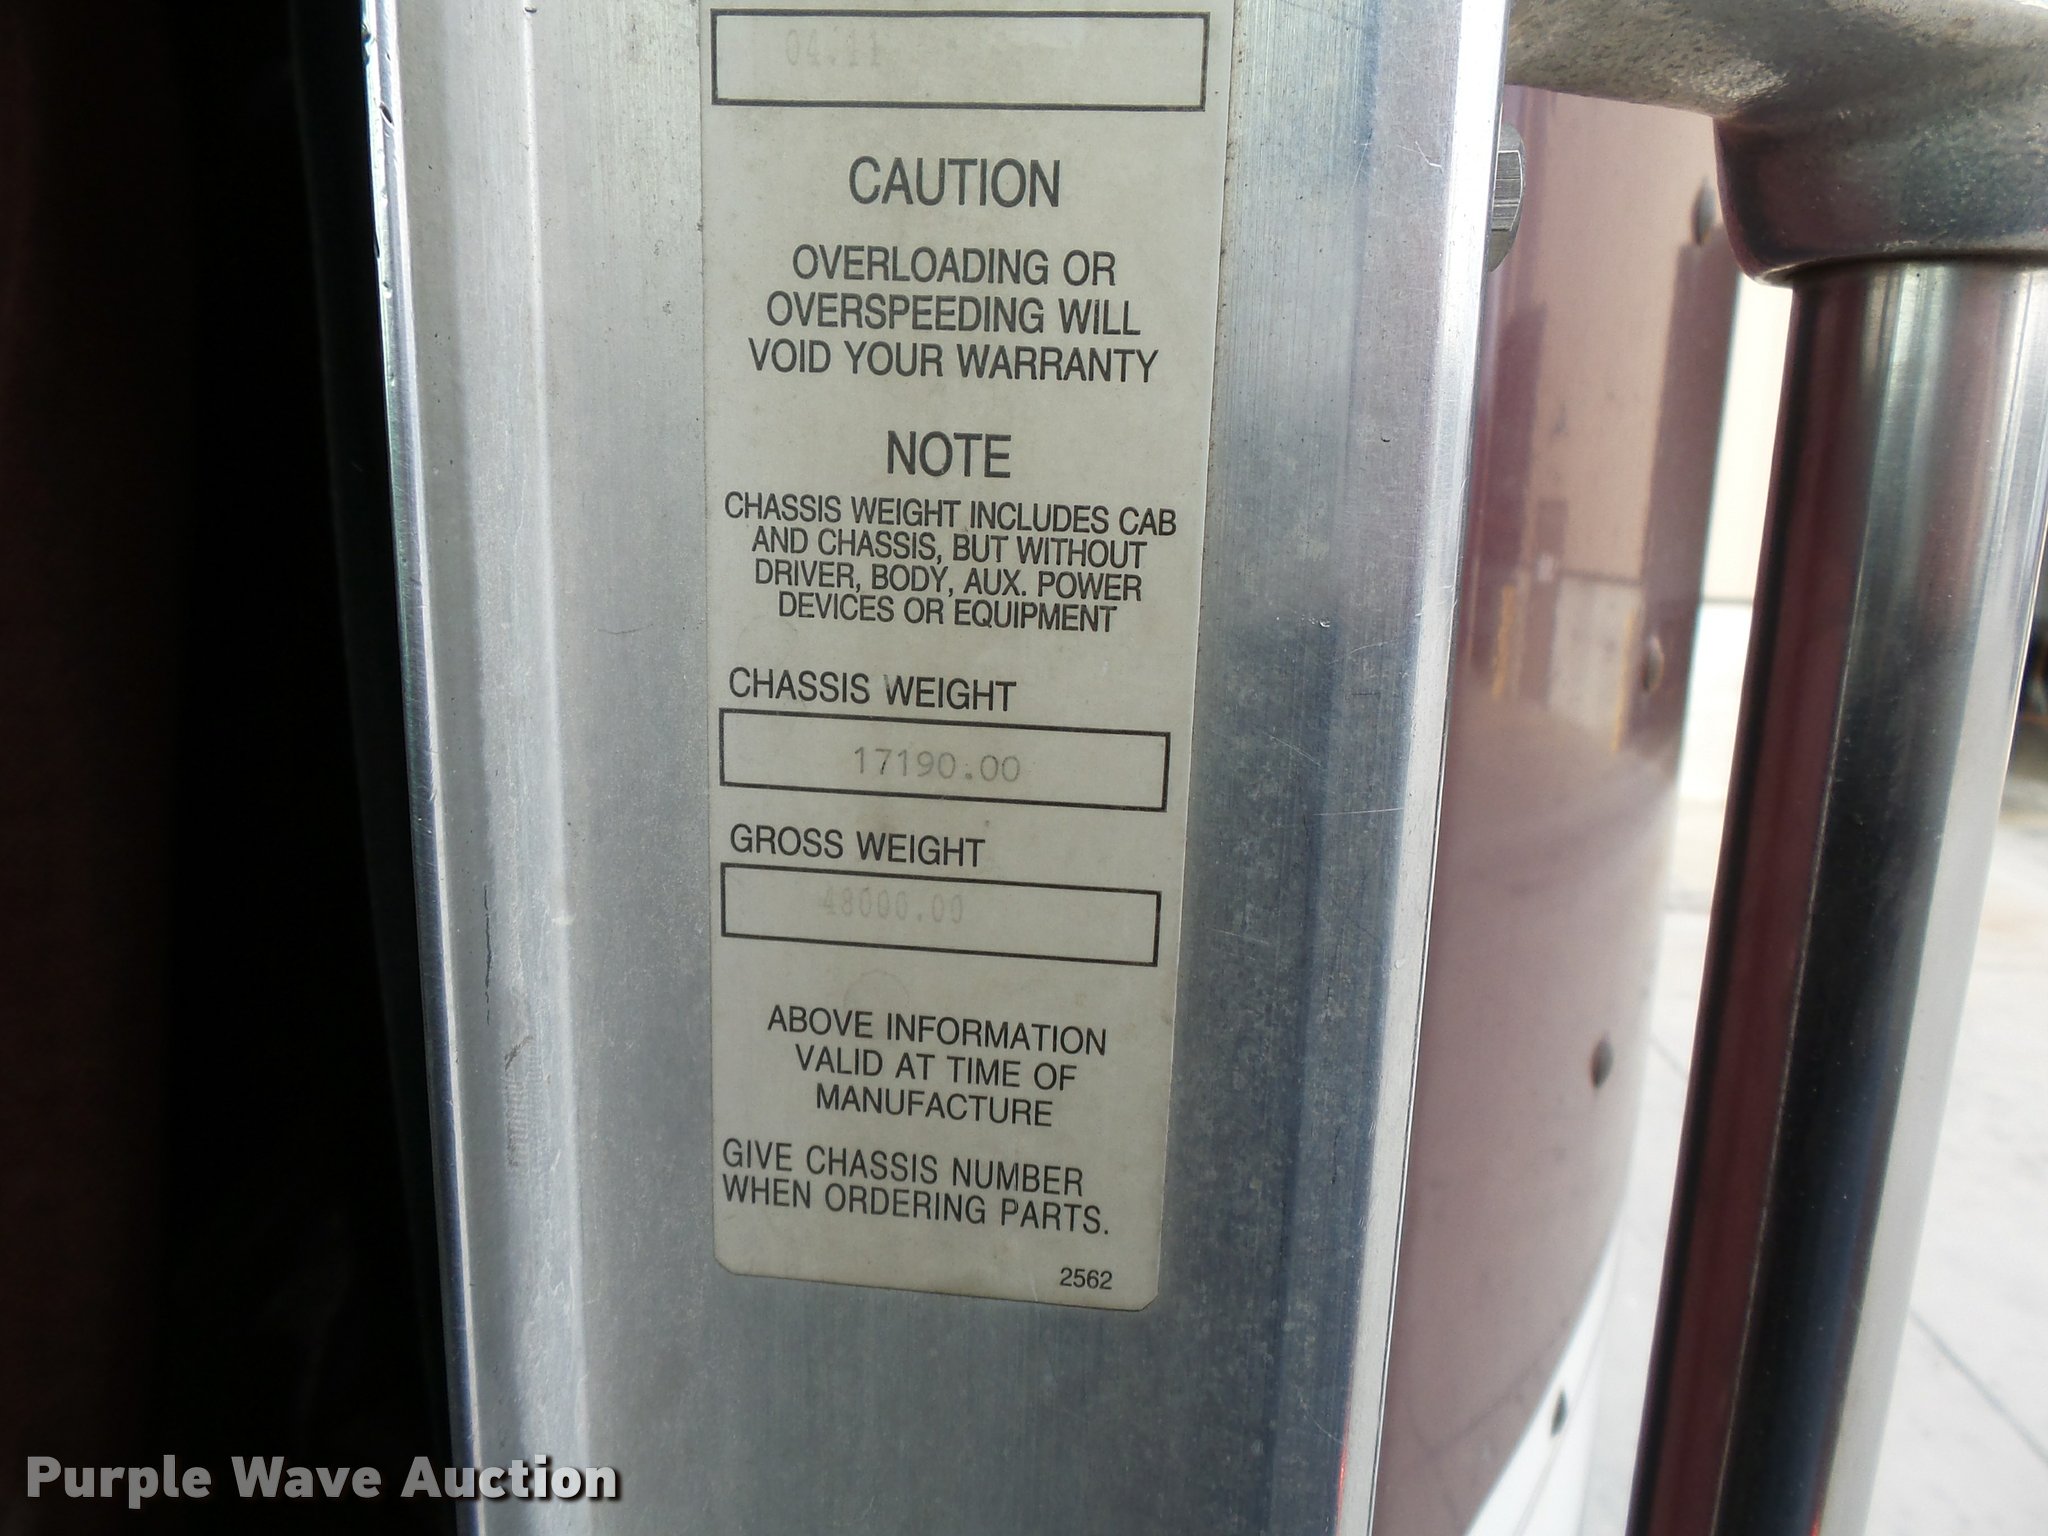 04.11
CAUTION
OVERLOADING OR
OVERSPEEDING WILL
VOID YOUR WARRANTY
NOTE
CHASSIS WEIGHT INCLUDES CAB
AND CHASSIS, BUT WITHOUT
DRIVER, BODY, AUX. POWER
DEVICES OR EQUIPMENT
CHASSIS WEIGHT
17190.00
GROSS WEIGHT
48000.00
ABOVE INFORMATION
VALID AT TIME OF
MANUFACTURE
GIVE CHASSIS NUMBER
WHEN ORDERING PARTS.
2562
Purple Wave Auction